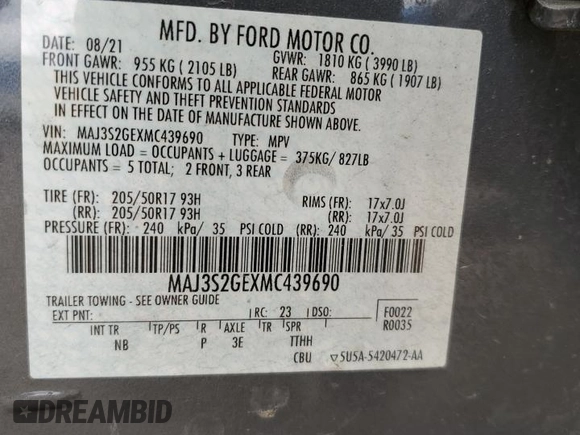 MFD. BY FORD MOTOR CO.
DATE: 08/21 GVWR: 1810 KG ( 3990 LB)
FRONT GAWR: 955 KG ( 2105 LB) REAR GAWR: 865 KG ( 1907 LB)
THIS VEHICLE CONFORMS TO ALL APPLICABLE FEDERAL MOTOR
VEHICLE SAFETY AND THEFT PREVENTION STANDARDS
IN EFFECT ON THE DATE OF MANUFACTURE SHOWN ABOVE.
VIN: MAJ3S2GEXMC439690 TYPE: MPV
MAXIMUM LOAD = OCCUPANTS + LUGGAGE = 375KG/ 827LB
OCCUPANTS = 5 TOTAL; 2 FRONT, 3 REAR
TIRE (FR): 205/50R17 93H RIMS (FR): 17x7.0J
(RR): 205/50R17 93H (RR): 17x7.0J
PRESSURE (FR): 240 kPa/ 35 PSI COLD (RR): 240 kPa/ 35 PSI COLD
MAJ3S2GEXMC439690
TRAILER TOWING - SEE OWNER GUIDE
EXT PNT: RC: 23 DSO: F0022
R0035
INT TR TP/PS R AXLE TR SPR
NB P 3E TTHH
CBU ▽5U5A-5420472-AA
DREAMBID